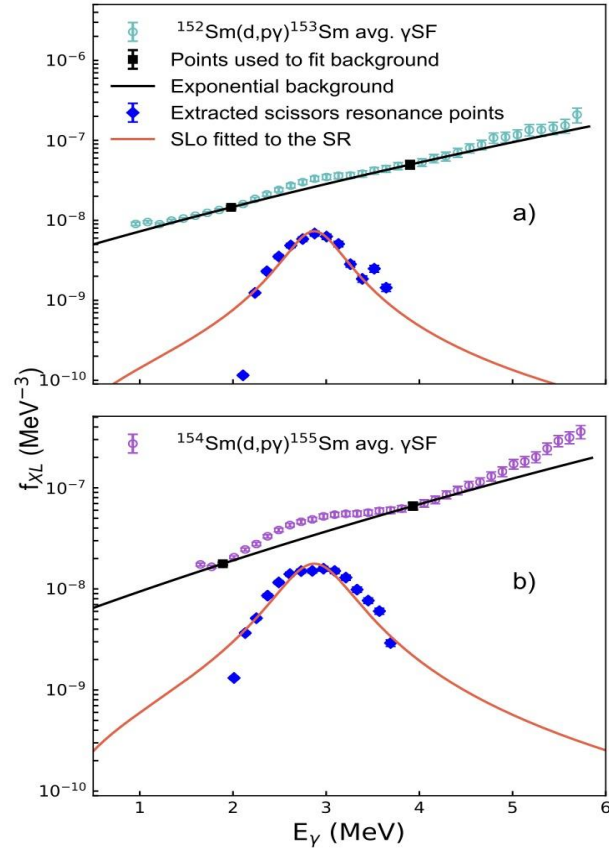 ¹⁵²Sm(d,pγ)¹⁵³Sm avg. γSF
Points used to fit background
Exponential background
Extracted scissors resonance points
SLo fitted to the SR
10⁻⁶
10⁻⁷
10⁻⁸
10⁻⁹
10⁻¹⁰
a)
f_XL (MeV⁻³)
¹⁵⁴Sm(d,pγ)¹⁵⁵Sm avg. γSF
10⁻⁷
10⁻⁸
10⁻⁹
10⁻¹⁰
b)
1 2 3 4 5 6
E_γ (MeV)